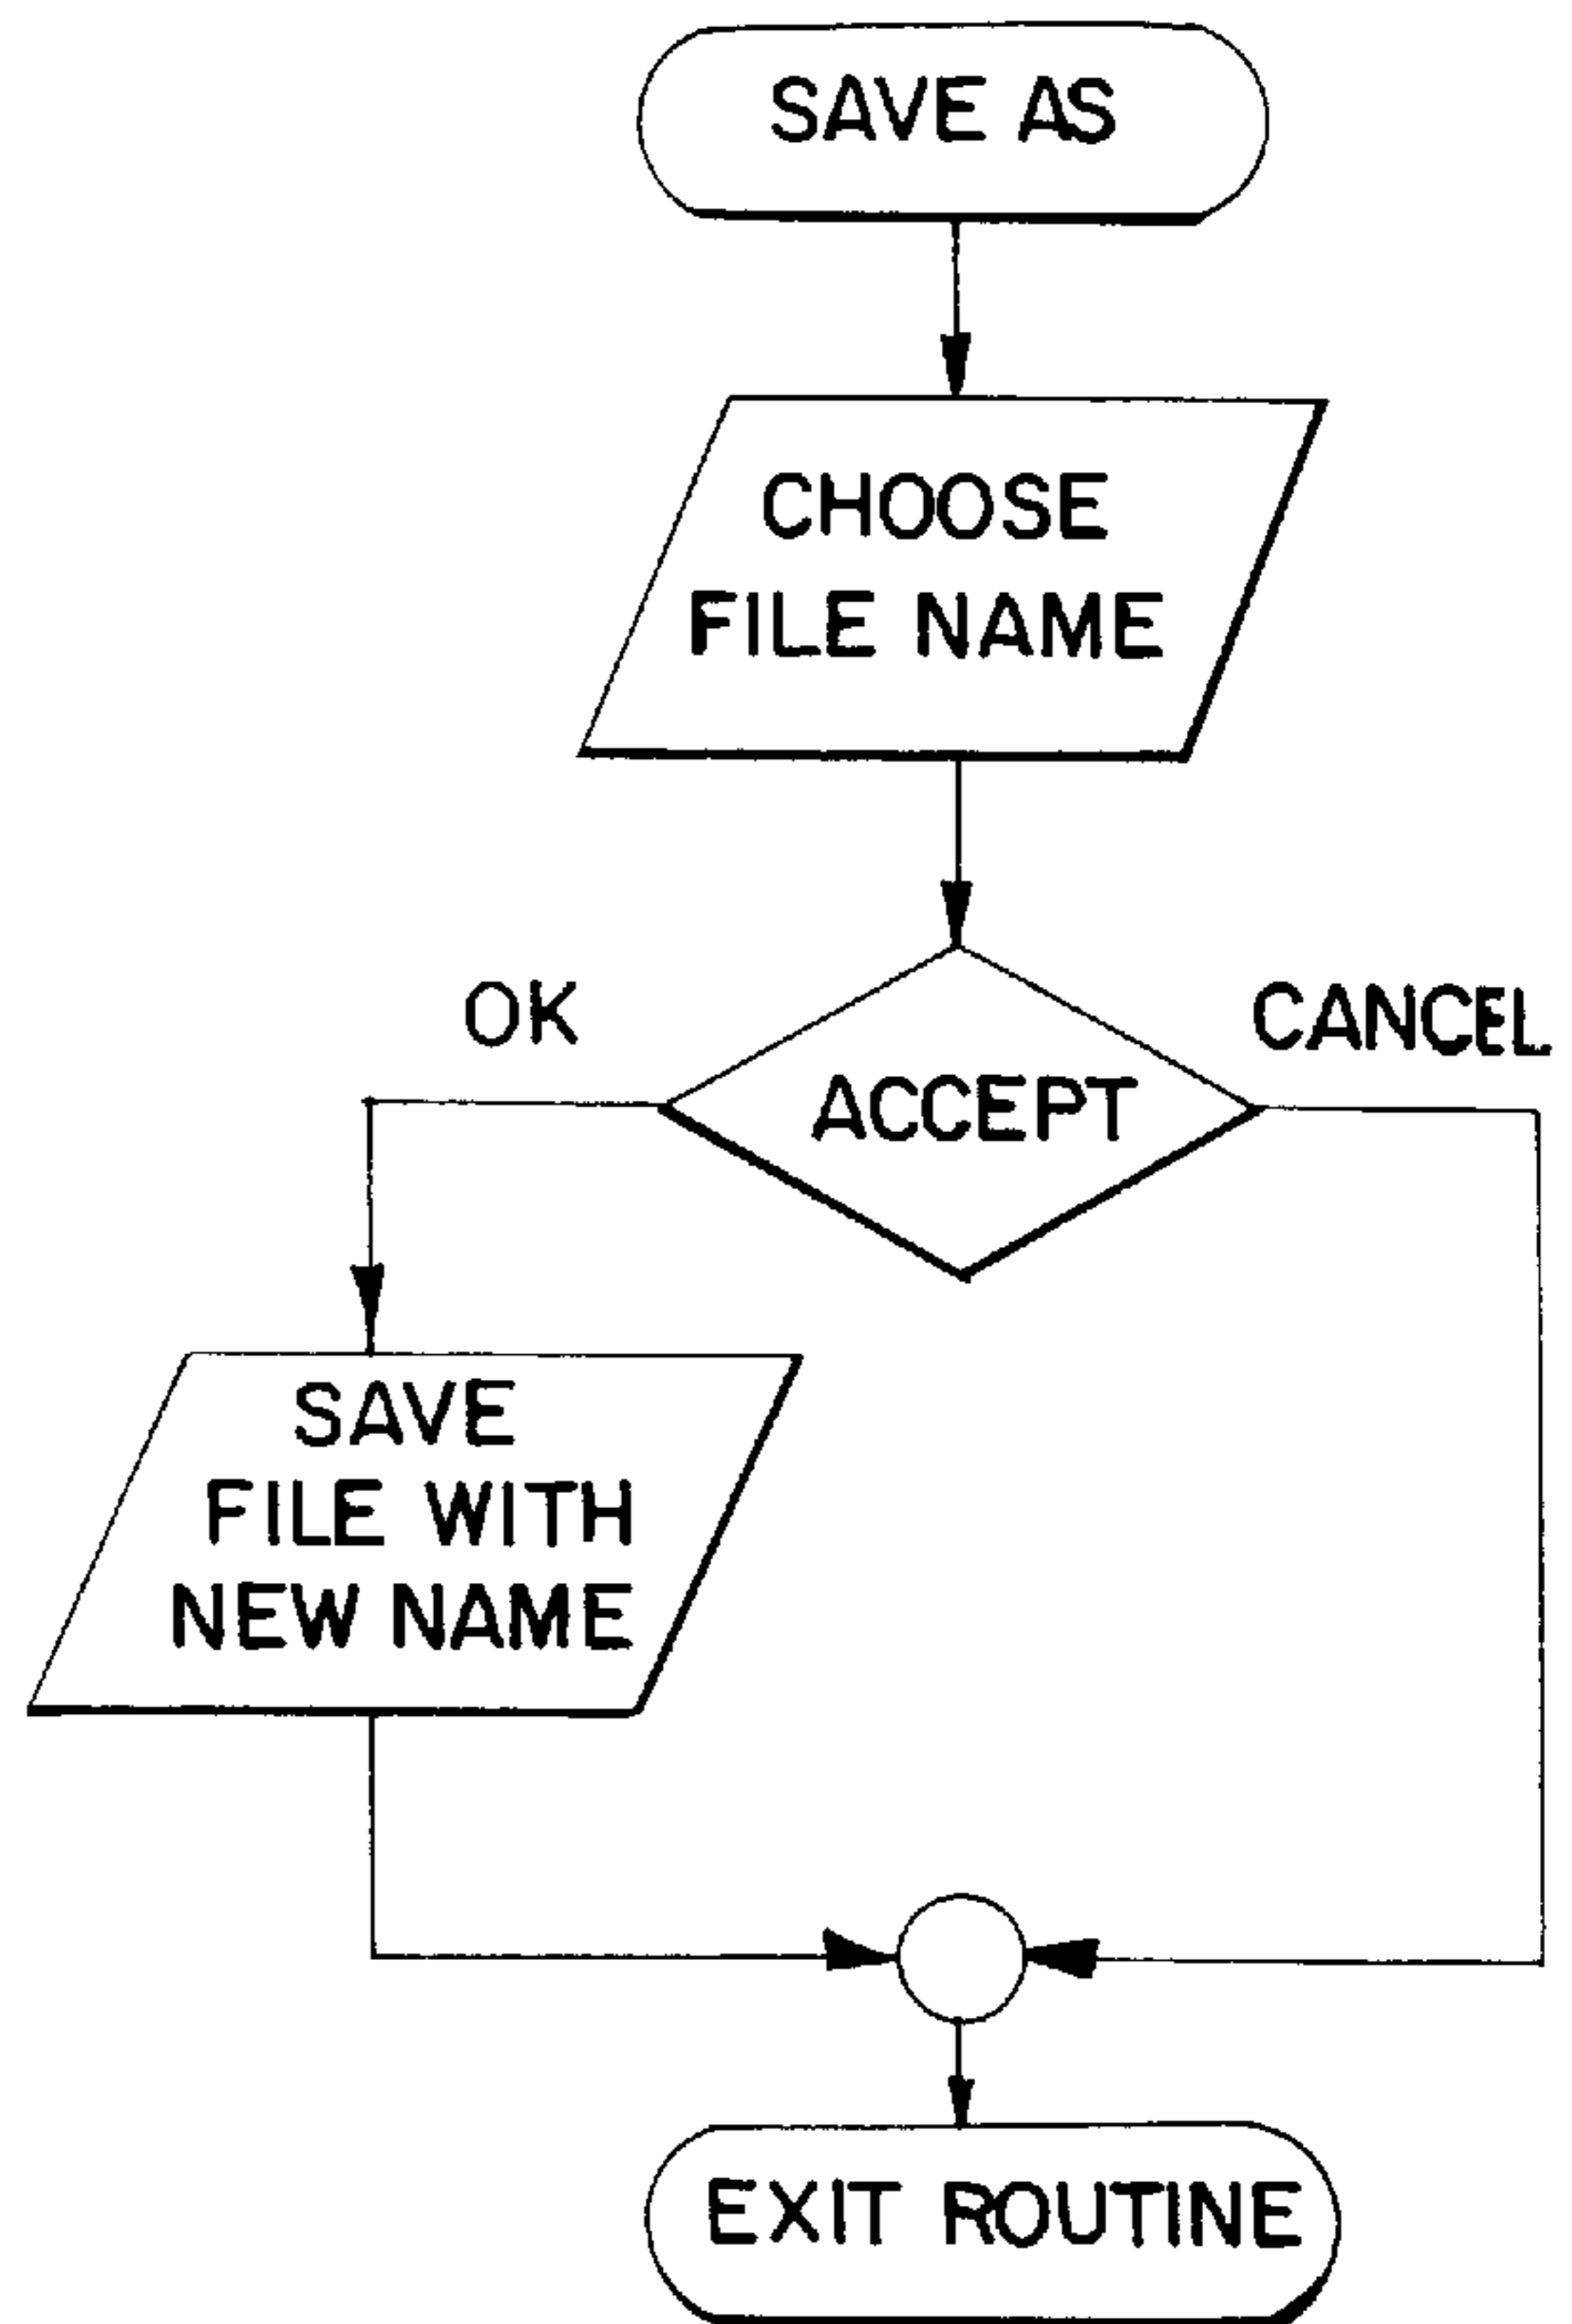 SAVE AS
CHOOSE
FILE NAME
OK
CANCEL
ACCEPT
SAVE
FILE WITH
NEW NAME
EXIT ROUTINE